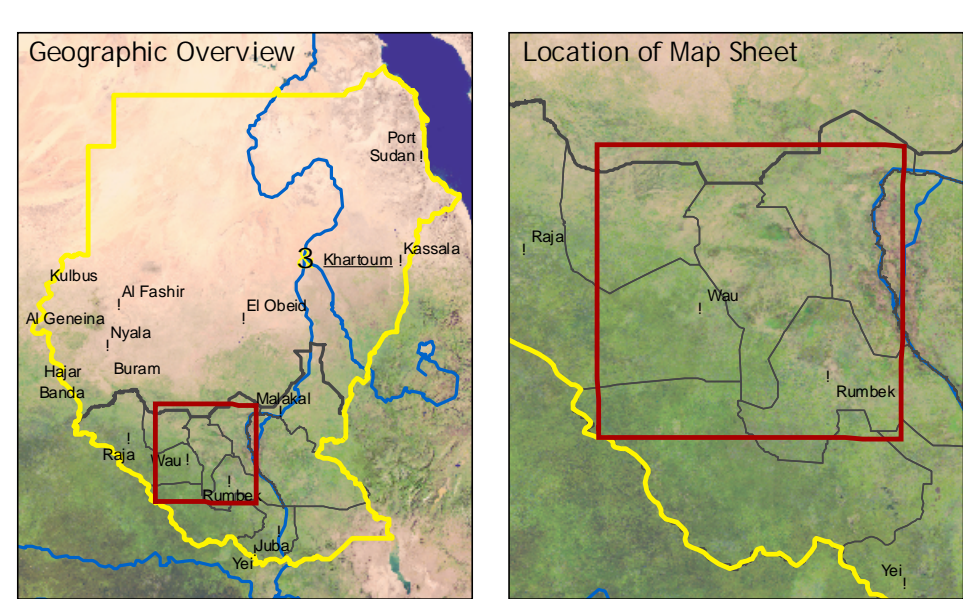 Geographic Overview
Port
Sudan !
3 Khartoum ! Kassala
Kulbus
Al Fashir
!
El Obeid
!
Al Geneina
Nyala
!
Hajar
Banda
Buram
Malakal
!
!
Raja
Wau !
!
Rumbek
!
Juba
Yei !
Location of Map Sheet
Raja
!
Wau
!
!
Rumbek
Yei
!